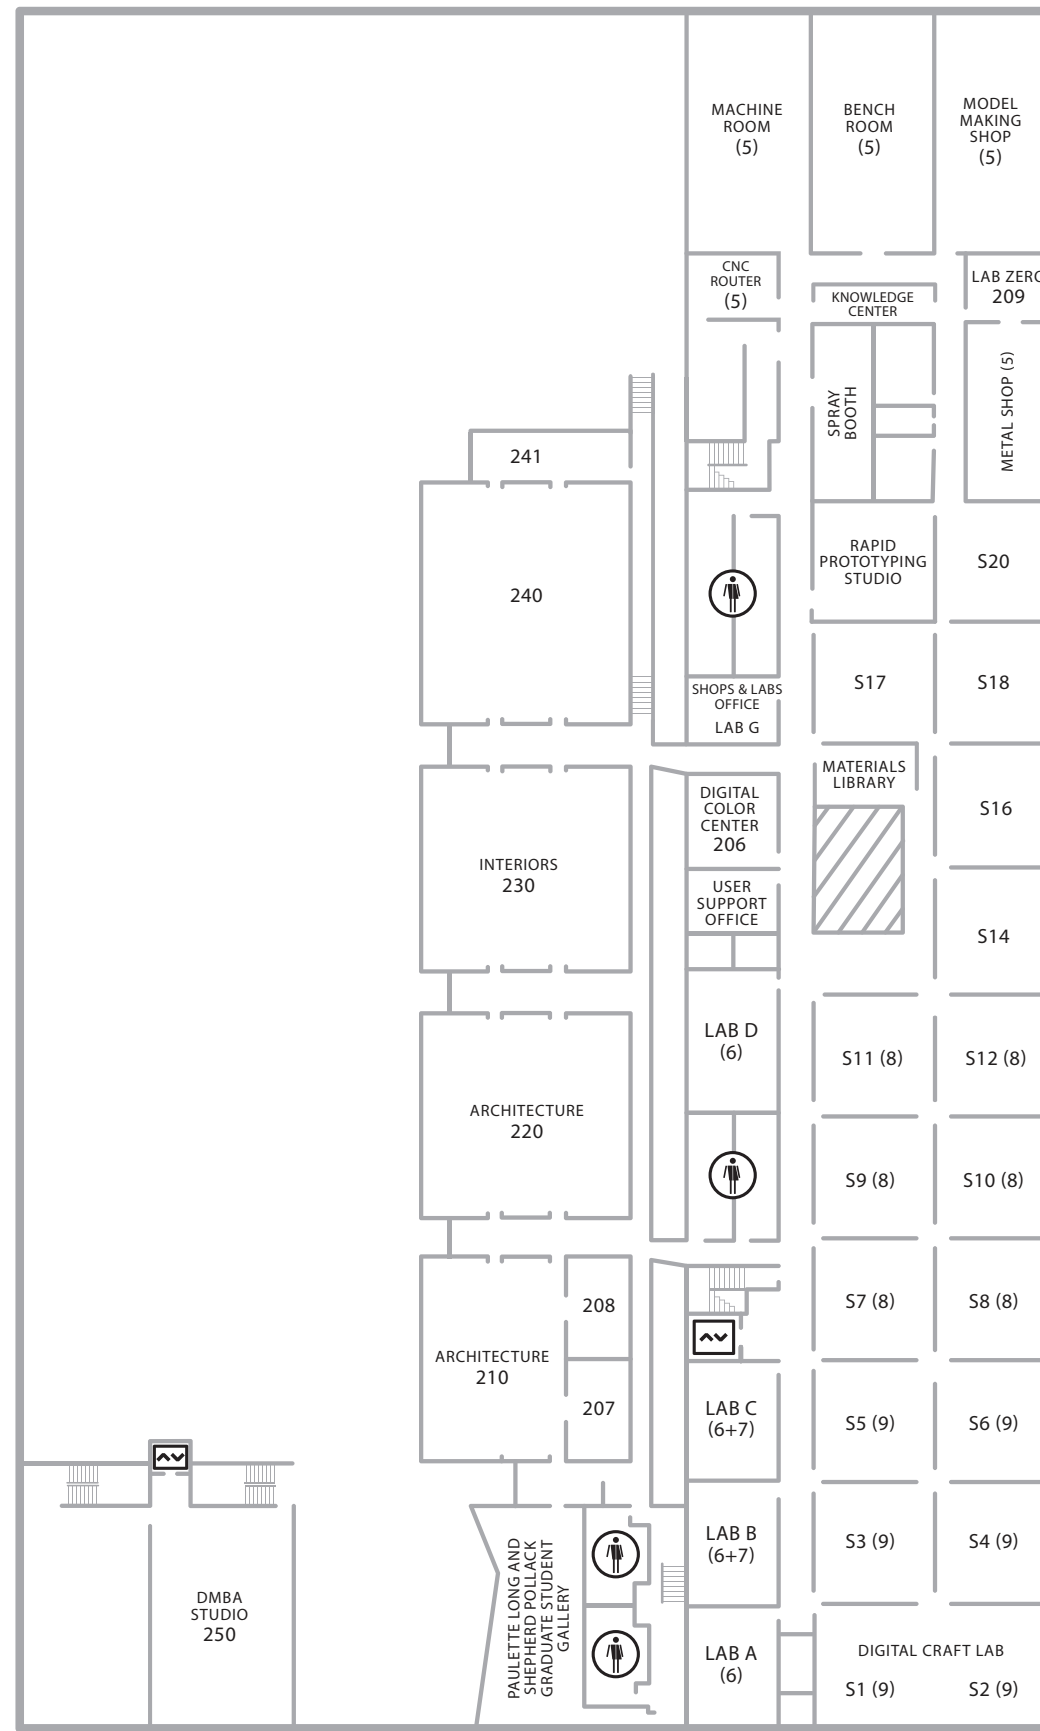 MACHINE
ROOM
(5)
BENCH
ROOM
(5)
MODEL
MAKING
SHOP
(5)
CNC
ROUTER
(5)
KNOWLEDGE
CENTER
LAB ZERO
209
SPRAY
BOOTH
METAL SHOP (5)
241
240
RAPID
PROTOTYPING
STUDIO
S20
SHOPS & LABS
OFFICE
LAB G
S17
S18
MATERIALS
LIBRARY
DIGITAL
COLOR
CENTER
206
S16
INTERIORS
230
USER
SUPPORT
OFFICE
S14
LAB D
(6)
S11 (8)
S12 (8)
ARCHITECTURE
220
S9 (8)
S10 (8)
208
S7 (8)
S8 (8)
ARCHITECTURE
210
207
LAB C
(6+7)
S5 (9)
S6 (9)
LAB B
(6+7)
S3 (9)
S4 (9)
DMBA
STUDIO
250
PAULETTE LONG AND
SHEPHERD POLLACK
GRADUATE STUDENT
GALLERY
LAB A
(6)
DIGITAL CRAFT LAB
S1 (9)
S2 (9)